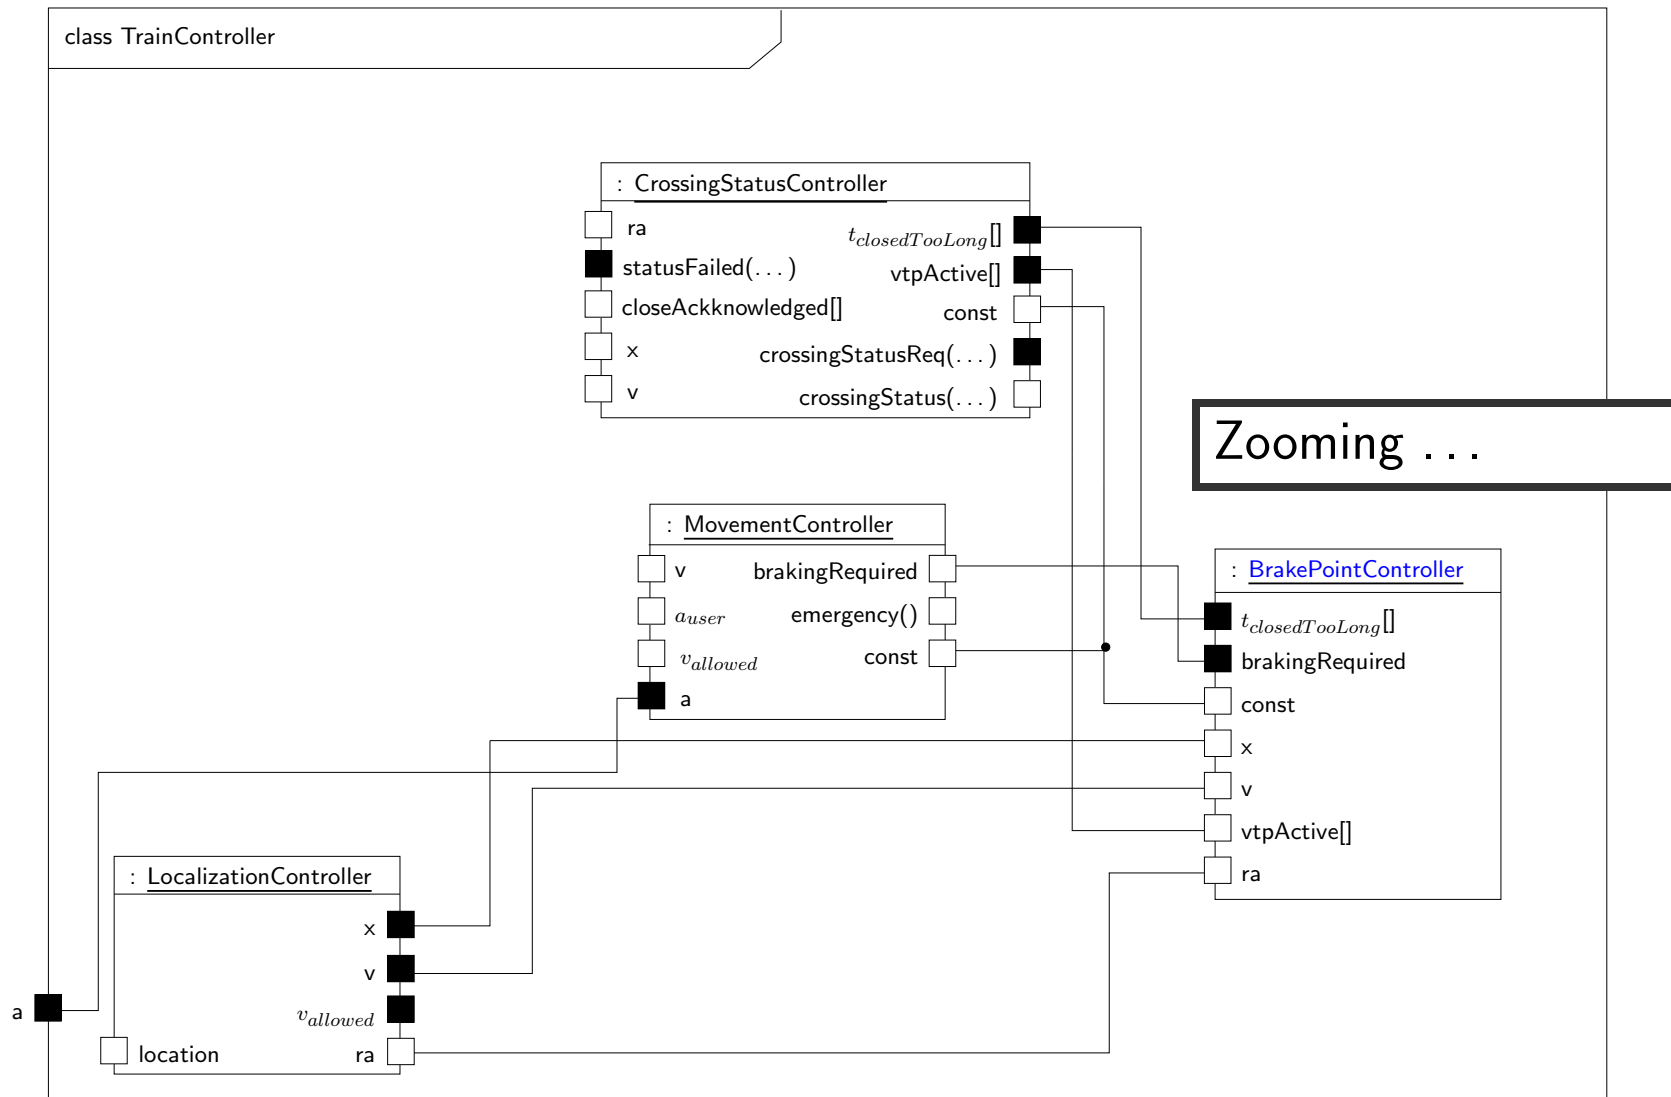 class TrainController
: CrossingStatusController
ra
statusFailed(...)
closeAckknowledged[]
x
v
t_closedTooLong[]
vtpActive[]
const
crossingStatusReq(...)
crossingStatus(...)
Zooming ...
: MovementController
v
a_user
v_allowed
a
brakingRequired
emergency()
const
: BrakePointController
t_closedTooLong[]
brakingRequired
const
x
v
vtpActive[]
ra
: LocalizationController
x
v
v_allowed
location
ra
a